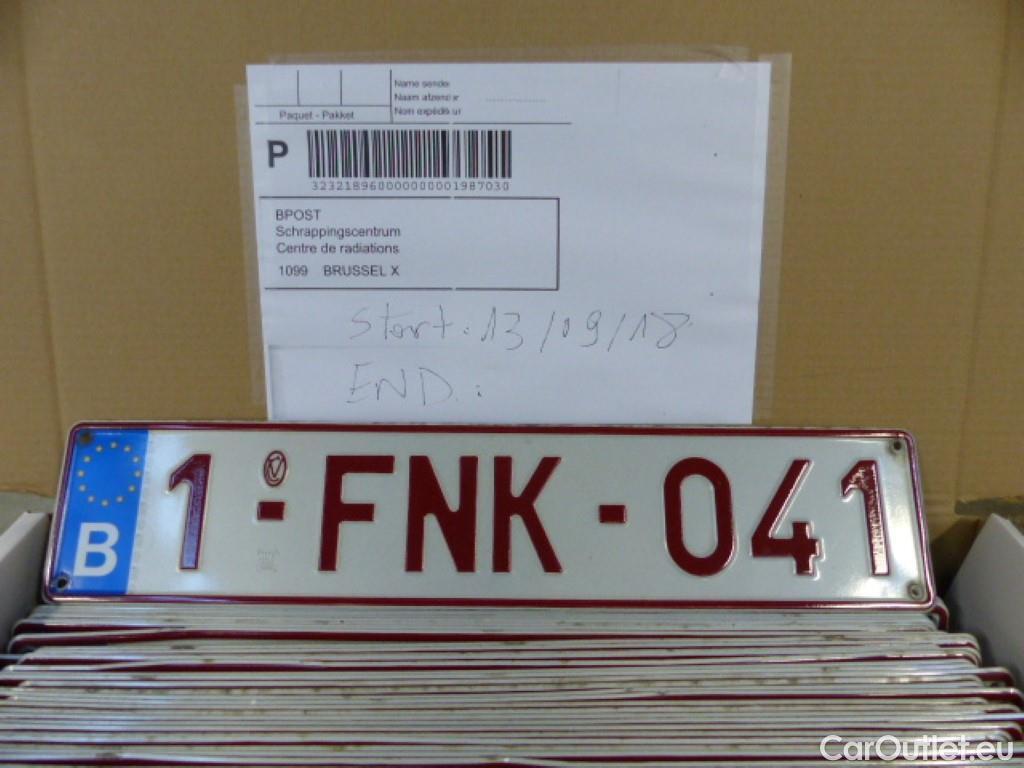 Name sender
Naam afzender
Nom expéditeur
Paquet - Pakket
P
32321896000000001987030
BPOST
Schrappingscentrum
Centre de radiations
1099 BRUSSEL X
Start: 13/09/18
END:
B 1-FNK-041
CarOutlet.eu